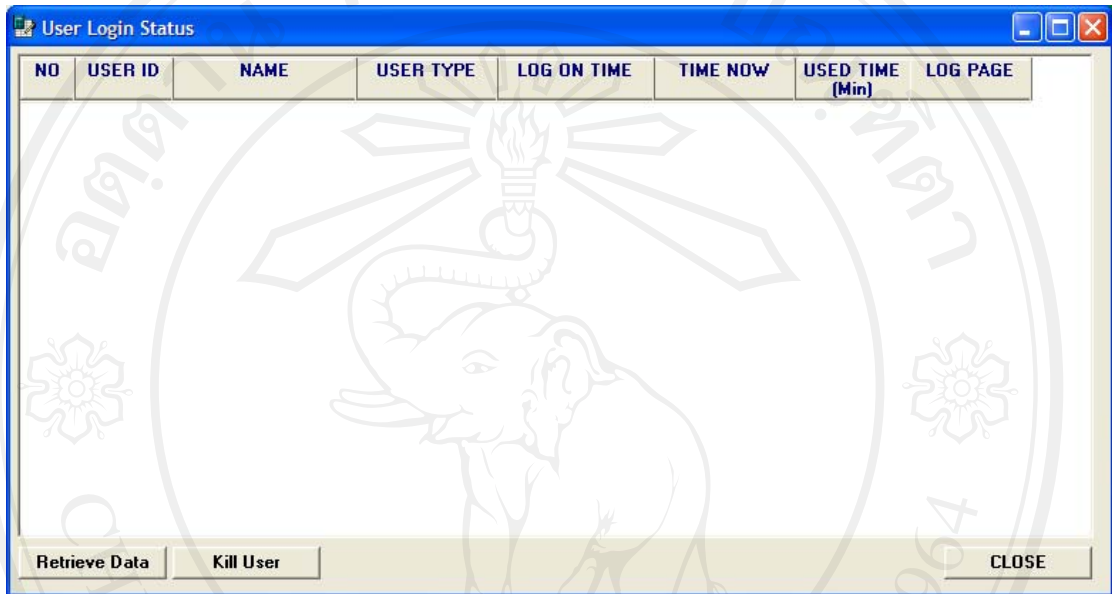 User Login Status
NO USER ID NAME USER TYPE LOG ON TIME TIME NOW USED TIME (Min) LOG PAGE
Retrieve Data Kill User CLOSE
1964